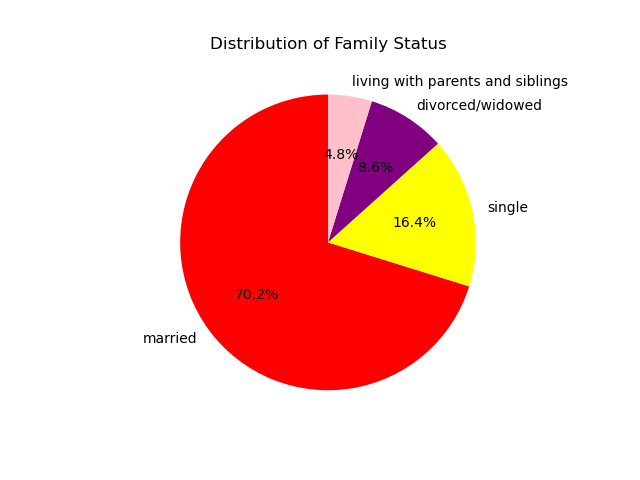 Distribution of Family Status
living with parents and siblings
divorced/widowed
4.8%
8.6%
single
16.4%
70.2%
married